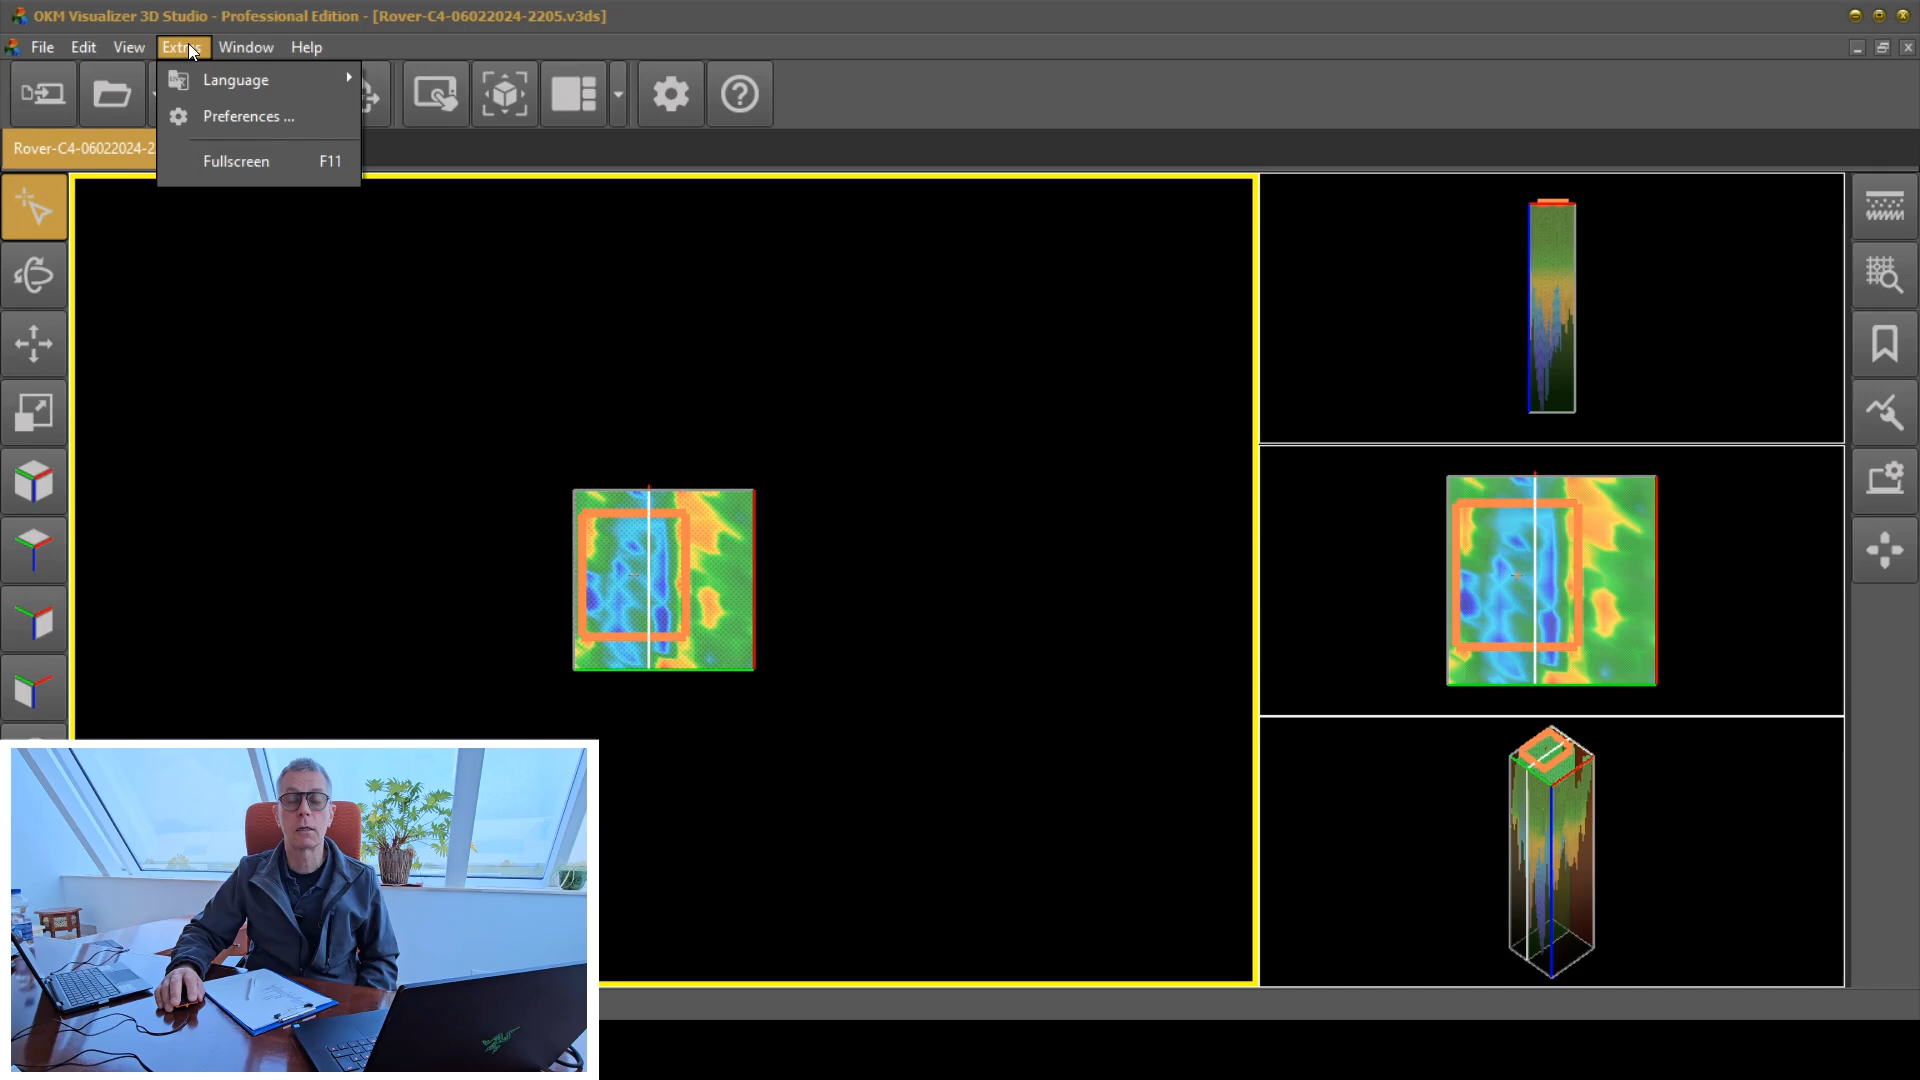 OKM Visualizer 3D Studio - Professional Edition - [Rover-C4-06022024-2205.v3ds]
File Edit View Extras Window Help
Language
Preferences ...
Fullscreen F11
Rover-C4-06022024-2